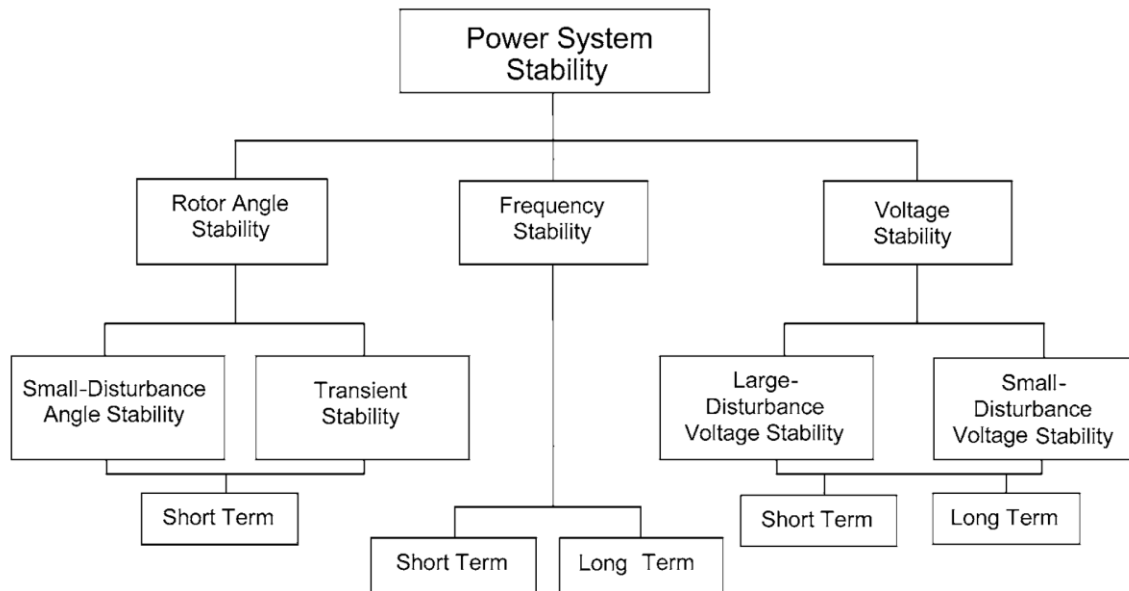 Power System
Stability
Rotor Angle
Stability
Frequency
Stability
Voltage
Stability
Small-Disturbance
Angle Stability
Transient
Stability
Large-
Disturbance
Voltage Stability
Small-
Disturbance
Voltage Stability
Short Term
Short Term
Long Term
Short Term
Long Term